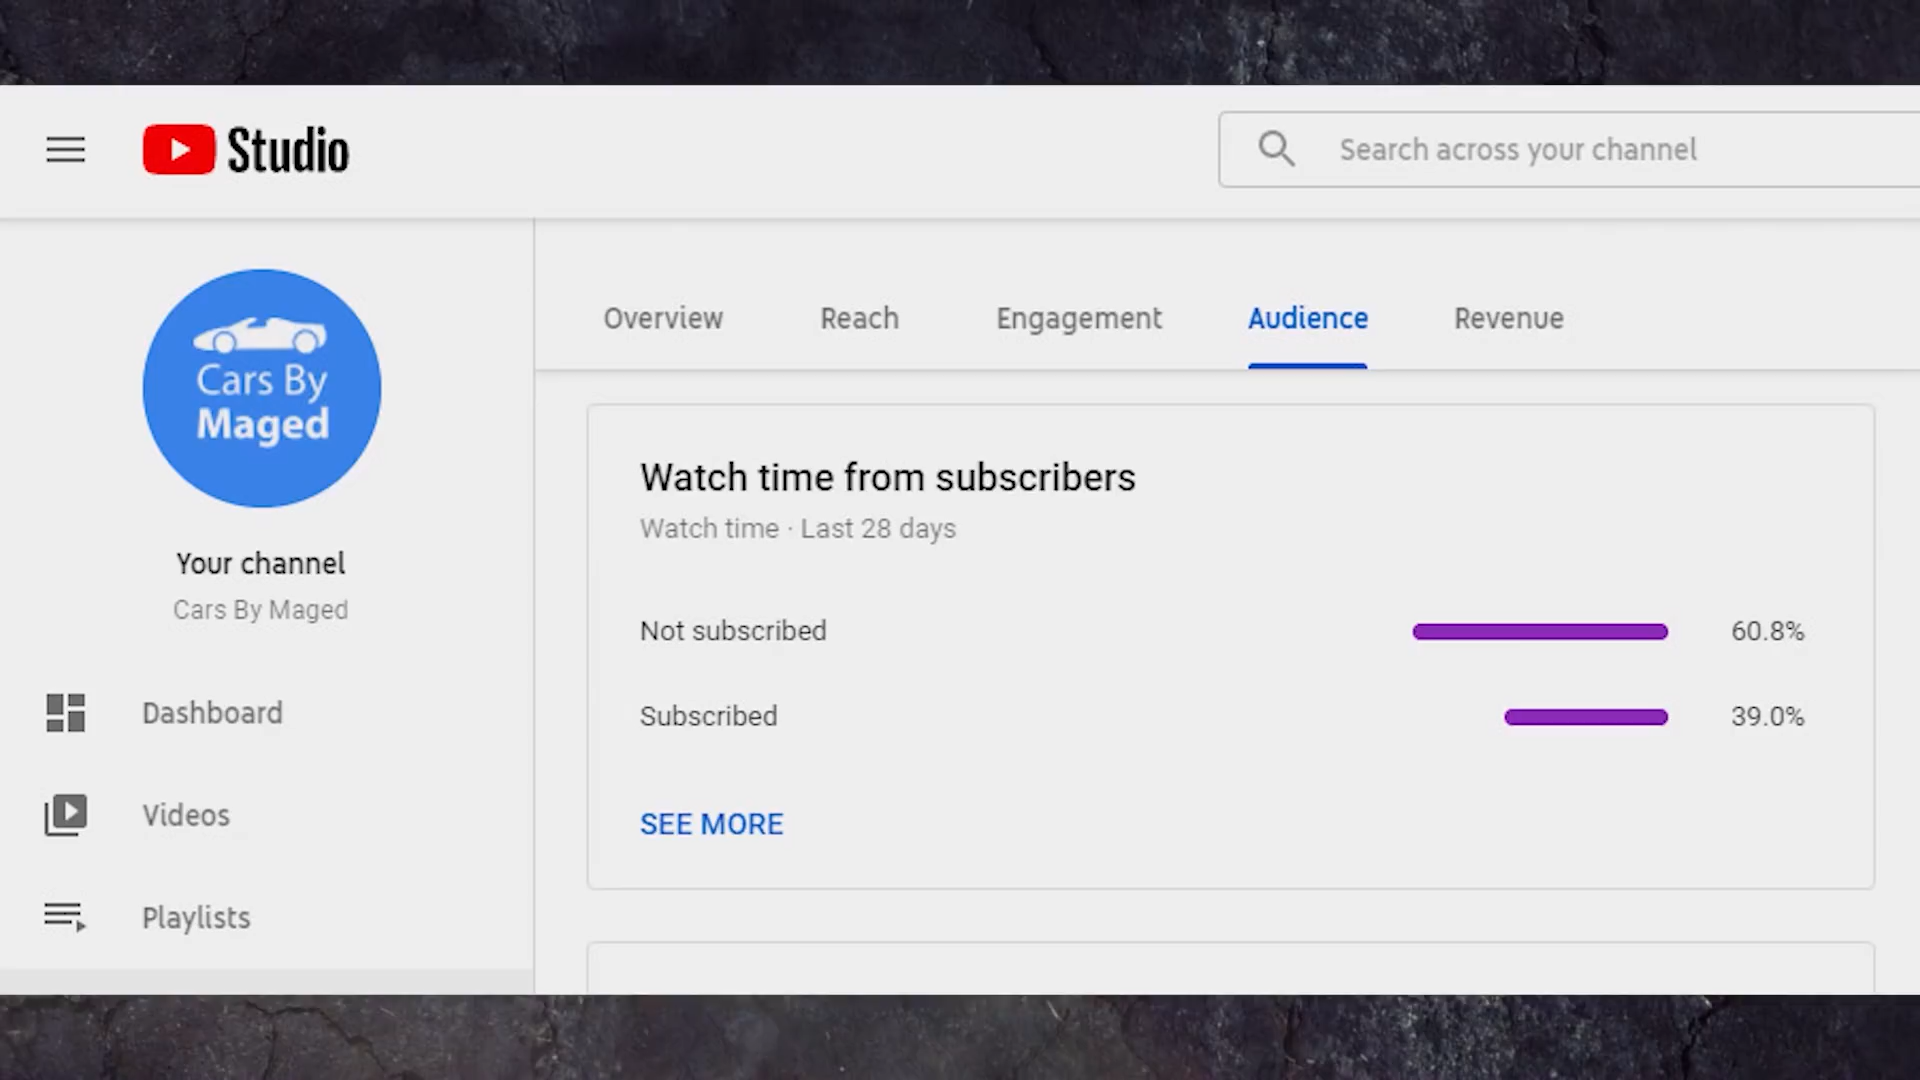 Studio
Search across your channel
Cars By
Maged
Your channel
Cars By Maged
Dashboard
Videos
Playlists
Overview
Reach
Engagement
Audience
Revenue
Watch time from subscribers
Watch time · Last 28 days
Not subscribed 60.8%
Subscribed 39.0%
SEE MORE